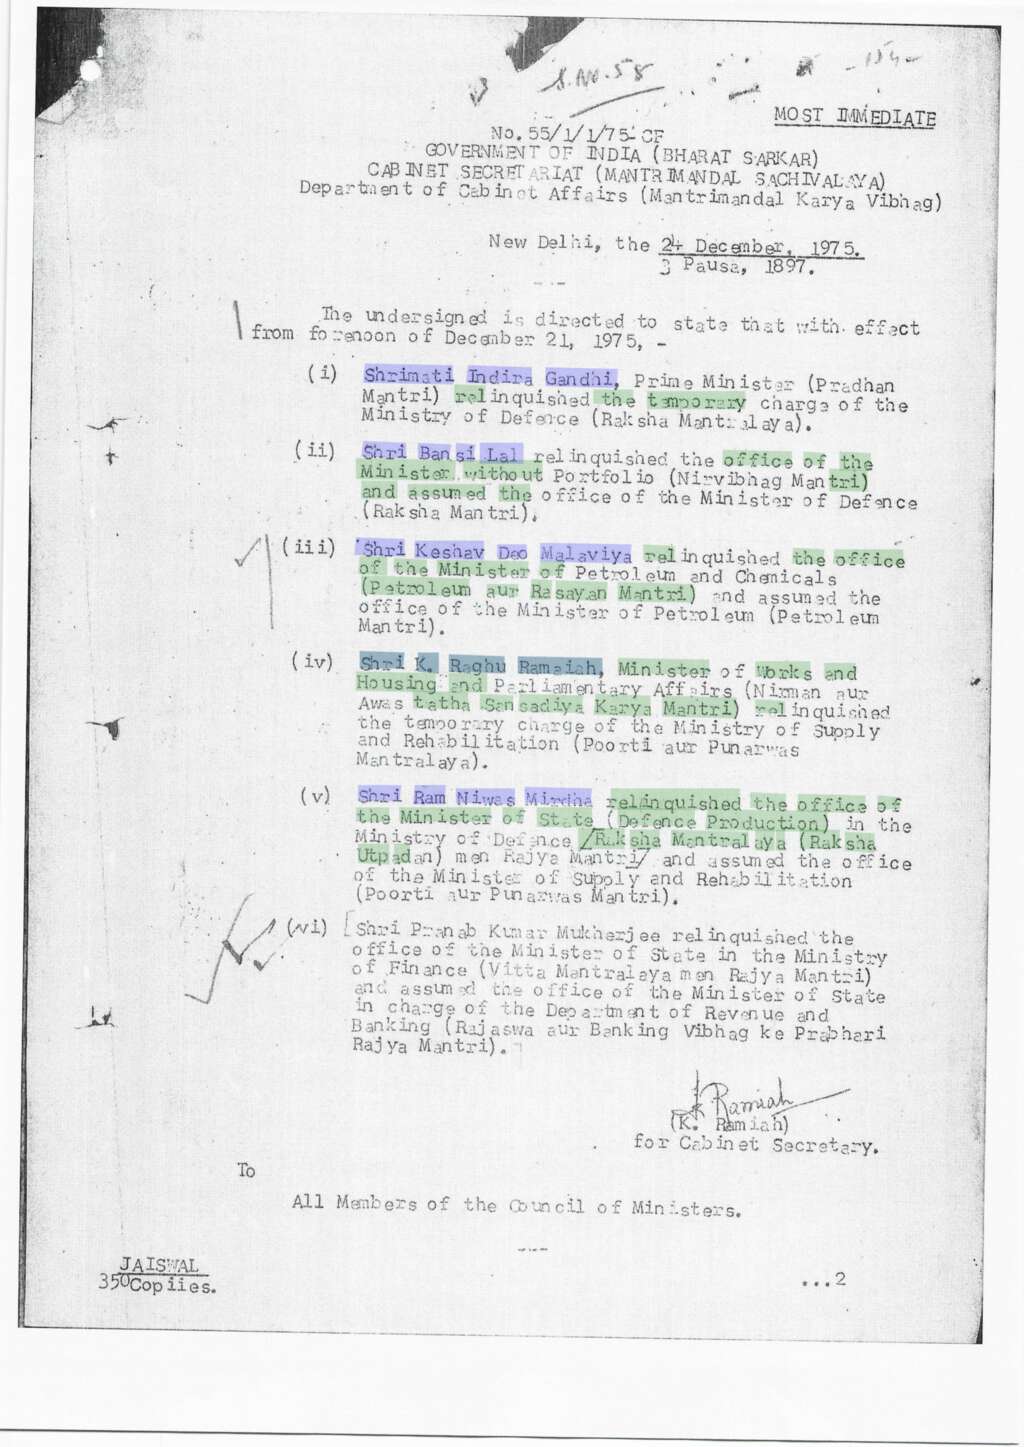 S.No.58
-154-
MOST IMMEDIATE
No. 55/1/1/75-CF
GOVERNMENT OF INDIA (BHARAT SARKAR)
CABINET SECRETARIAT (MANTRIMANDAL SACHIVALAYA)
Department of Cabinet Affairs (Mantrimandal Karya Vibhag)
New Delhi, the 24 December, 1975.
3 Pausa, 1897.
The undersigned is directed to state that with effect
from forenoon of December 21, 1975, -
(i) Shrimati Indira Gandhi, Prime Minister (Pradhan
Mantri) relinquished the temporary charge of the
Ministry of Defence (Raksha Mantralaya).
(ii) Shri Bansi Lal relinquished the office of the
Minister without Portfolio (Nirvibhag Mantri)
and assumed the office of the Minister of Defence
(Raksha Mantri).
(iii) Shri Keshav Deo Malaviya relinquished the office
of the Minister of Petroleum and Chemicals
(Petroleum aur Rasayan Mantri) and assumed the
office of the Minister of Petroleum (Petroleum
Mantri).
(iv) Shri K. Raghu Ramaiah, Minister of Works and
Housing and Parliamentary Affairs (Nirman aur
Awas tatha Sansadiya Karya Mantri) relinquished
the temporary charge of the Ministry of Supply
and Rehabilitation (Poorti aur Punarwas
Mantralaya).
(v) Shri Ram Niwas Mirdha relinquished the office of
the Minister of State (Defence Production) in the
Ministry of Defence /Raksha Mantralaya (Raksha
Utpadan) men Rajya Mantri/ and assumed the office
of the Minister of Supply and Rehabilitation
(Poorti aur Punarwas Mantri).
(vi) [Shri Pranab Kumar Mukherjee relinquished the
office of the Minister of State in the Ministry
of Finance (Vitta Mantralaya men Rajya Mantri)
and assumed the office of the Minister of State
in charge of the Department of Revenue and
Banking (Rajaswa aur Banking Vibhag ke Prabhari
Rajya Mantri).
K Ramiah
(K. Ramiah)
for Cabinet Secretary.
To
All Members of the Council of Ministers.
JAISWAL
350Copiies.
...2